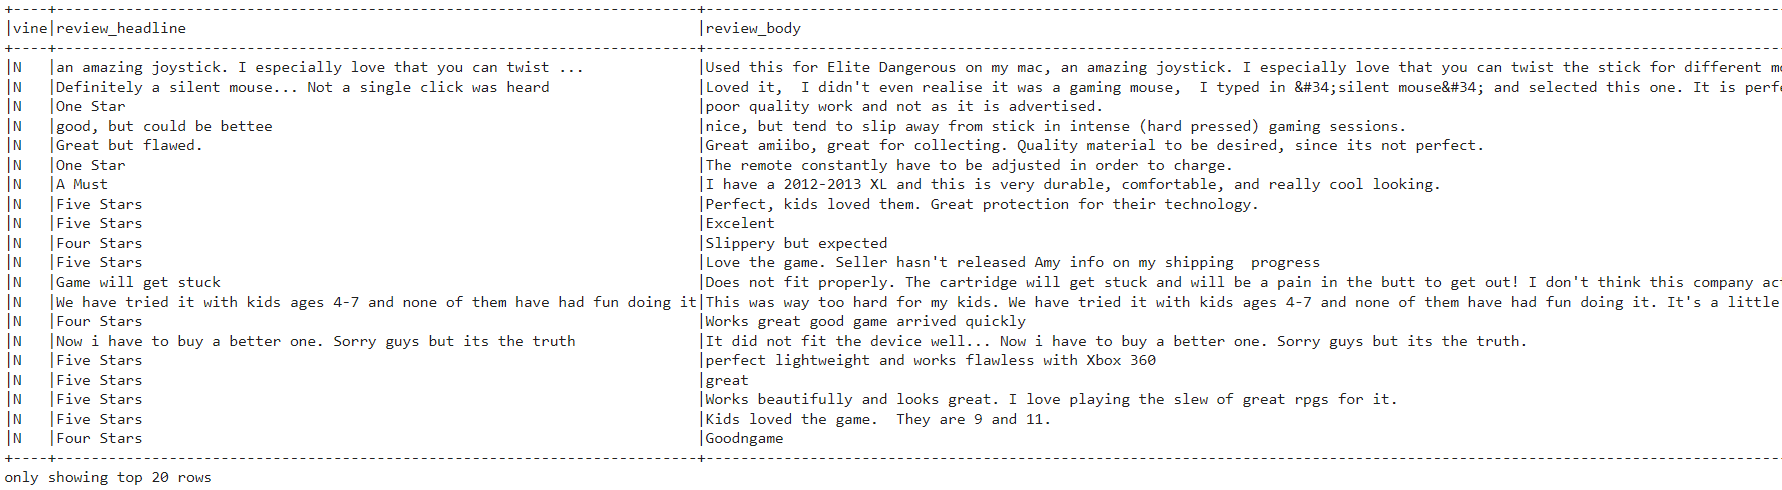 +----+---------------------------------------------------------------------------+------------------------------------------------------------
|vine|review_headline                                                            |review_body
+----+---------------------------------------------------------------------------+------------------------------------------------------------
|N   |an amazing joystick. I especially love that you can twist ...              |Used this for Elite Dangerous on my mac, an amazing joystick. I especially love that you can twist the stick for different m
|N   |Definitely a silent mouse... Not a single click was heard                  |Loved it,  I didn't even realise it was a gaming mouse,  I typed in &#34;silent mouse&#34; and selected this one. It is perf
|N   |One Star                                                                   |poor quality work and not as it is advertised.
|N   |good, but could be bettee                                                  |nice, but tend to slip away from stick in intense (hard pressed) gaming sessions.
|N   |Great but flawed.                                                          |Great amiibo, great for collecting. Quality material to be desired, since its not perfect.
|N   |One Star                                                                   |The remote constantly have to be adjusted in order to charge.
|N   |A Must                                                                     |I have a 2012-2013 XL and this is very durable, comfortable, and really cool looking.
|N   |Five Stars                                                                 |Perfect, kids loved them. Great protection for their technology.
|N   |Five Stars                                                                 |Excelent
|N   |Four Stars                                                                 |Slippery but expected
|N   |Five Stars                                                                 |Love the game. Seller hasn't released Amy info on my shipping  progress
|N   |Game will get stuck                                                        |Does not fit properly. The cartridge will get stuck and will be a pain in the butt to get out! I don't think this company ac
|N   |We have tried it with kids ages 4-7 and none of them have had fun doing it|This was way too hard for my kids. We have tried it with kids ages 4-7 and none of them have had fun doing it. It's a little
|N   |Four Stars                                                                 |Works great good game arrived quickly
|N   |Now i have to buy a better one. Sorry guys but its the truth               |It did not fit the device well... Now i have to buy a better one. Sorry guys but its the truth.
|N   |Five Stars                                                                 |perfect lightweight and works flawless with Xbox 360
|N   |Five Stars                                                                 |great
|N   |Five Stars                                                                 |Works beautifully and looks great. I love playing the slew of great rpgs for it.
|N   |Five Stars                                                                 |Kids loved the game.  They are 9 and 11.
|N   |Four Stars                                                                 |Goodngame
+----+---------------------------------------------------------------------------+------------------------------------------------------------
only showing top 20 rows